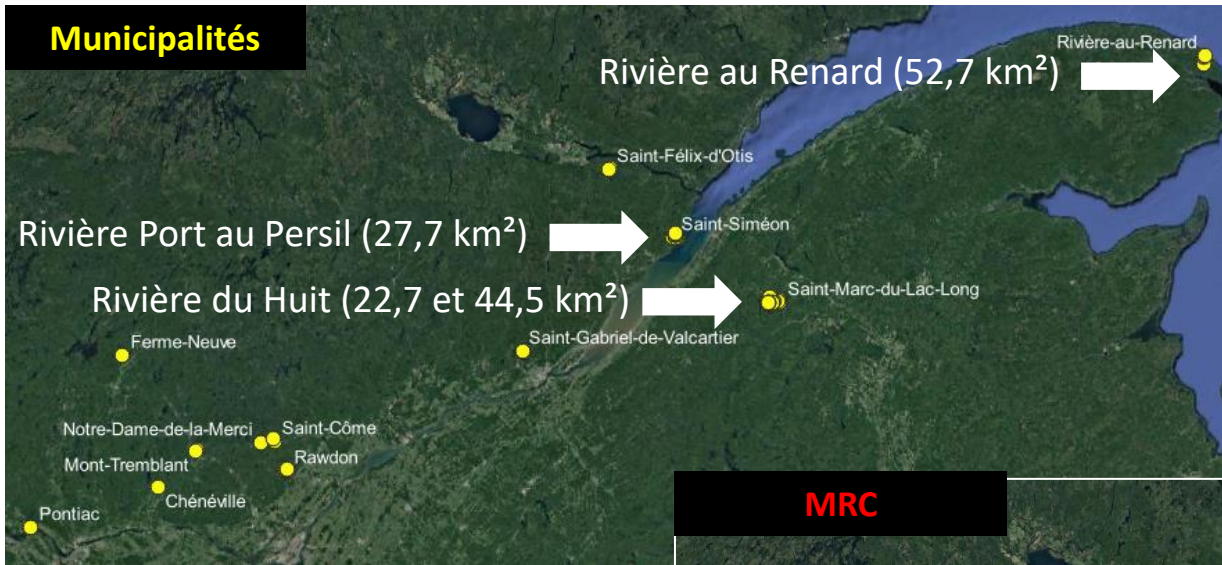 Municipalités
Rivière-au-Renard
Rivière au Renard (52,7 km²)
Saint-Félix-d'Otis
Rivière Port au Persil (27,7 km²)
Saint-Siméon
Rivière du Huit (22,7 et 44,5 km²)
Saint-Marc-du-Lac-Long
Ferme-Neuve
Saint-Gabriel-de-Valcartier
Notre-Dame-de-la-Merci
Saint-Côme
Mont-Tremblant
Rawdon
Chénéville
Pontiac
MRC